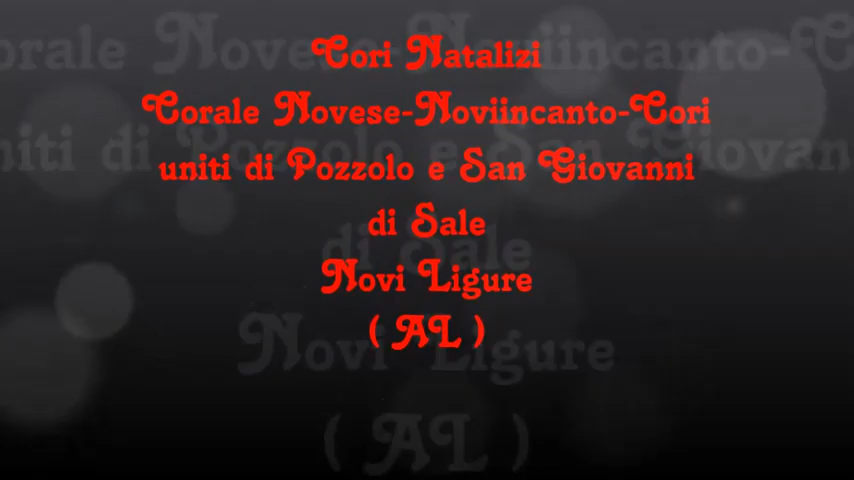 Cori Natalizi
Corale Novese-Noviincanto-Cori
uniti di Pozzolo e San Giovanni
di Sale
Novi Ligure
( AL )